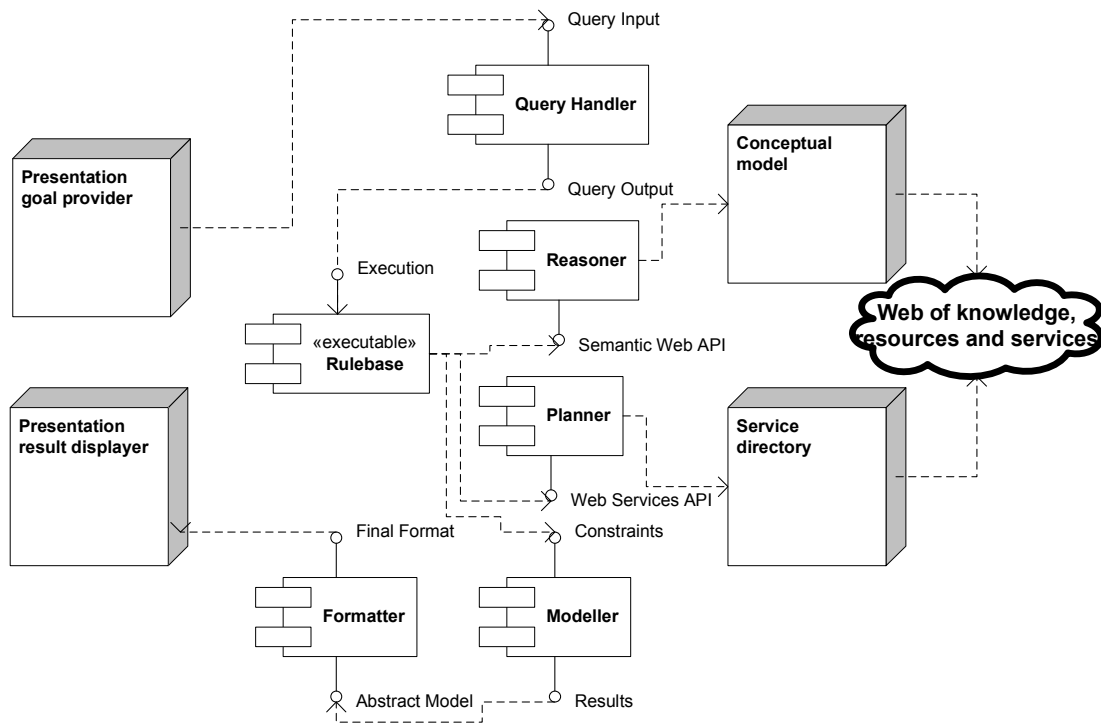 Query Input
Query Handler
Query Output
Presentation
goal provider
Conceptual
model
Reasoner
Execution
«executable»
Rulebase
Semantic Web API
Web of knowledge,
resources and services
Planner
Presentation
result displayer
Service
directory
Web Services API
Final Format
Constraints
Formatter
Modeller
Abstract Model
Results